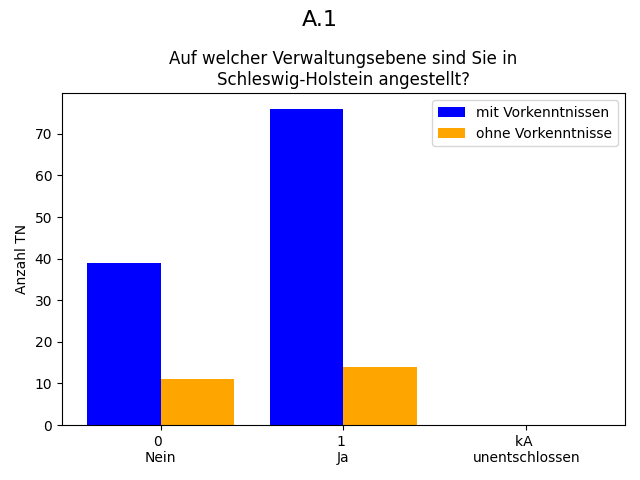 A.1
Auf welcher Verwaltungsebene sind Sie in
Schleswig-Holstein angestellt?
mit Vorkenntnissen
ohne Vorkenntnisse
Anzahl TN
70
60
50
40
30
20
10
0
0
Nein
1
Ja
kA
unentschlossen